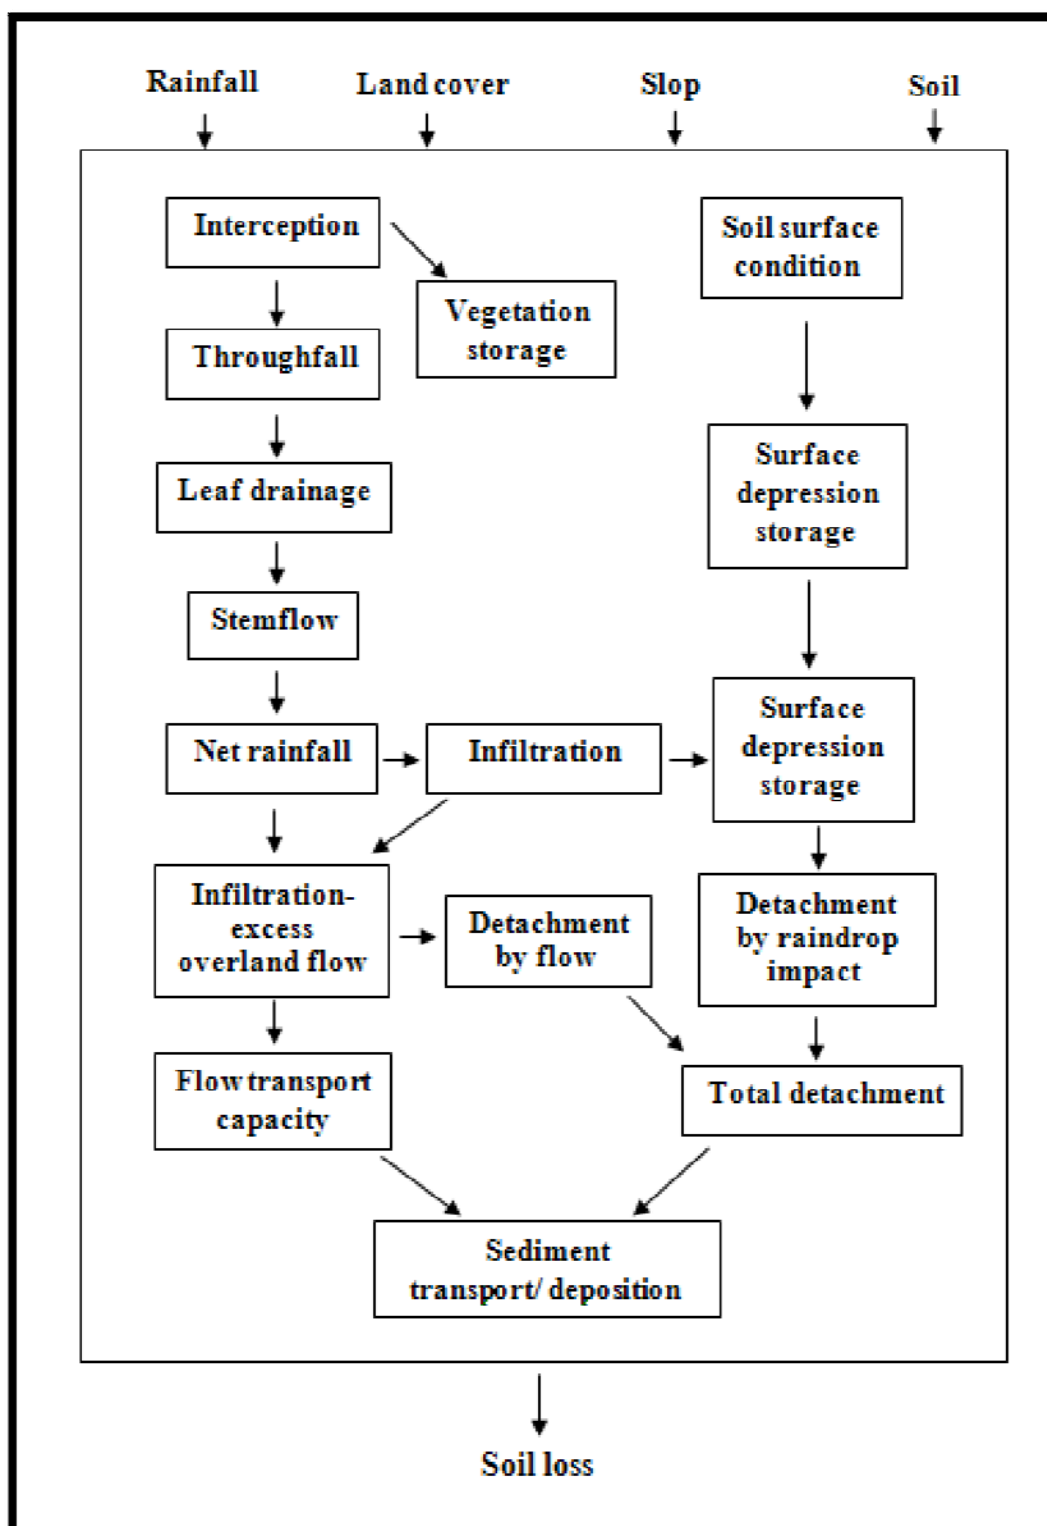 Rainfall
Land cover
Slop
Soil
Interception
Soil surface
condition
Vegetation
storage
Throughfall
Leaf drainage
Surface
depression
storage
Stemflow
Net rainfall
Infiltration
Surface
depression
storage
Infiltration-
excess
overland flow
Detachment
by flow
Detachment
by raindrop
impact
Flow transport
capacity
Total detachment
Sediment
transport/ deposition
Soil loss